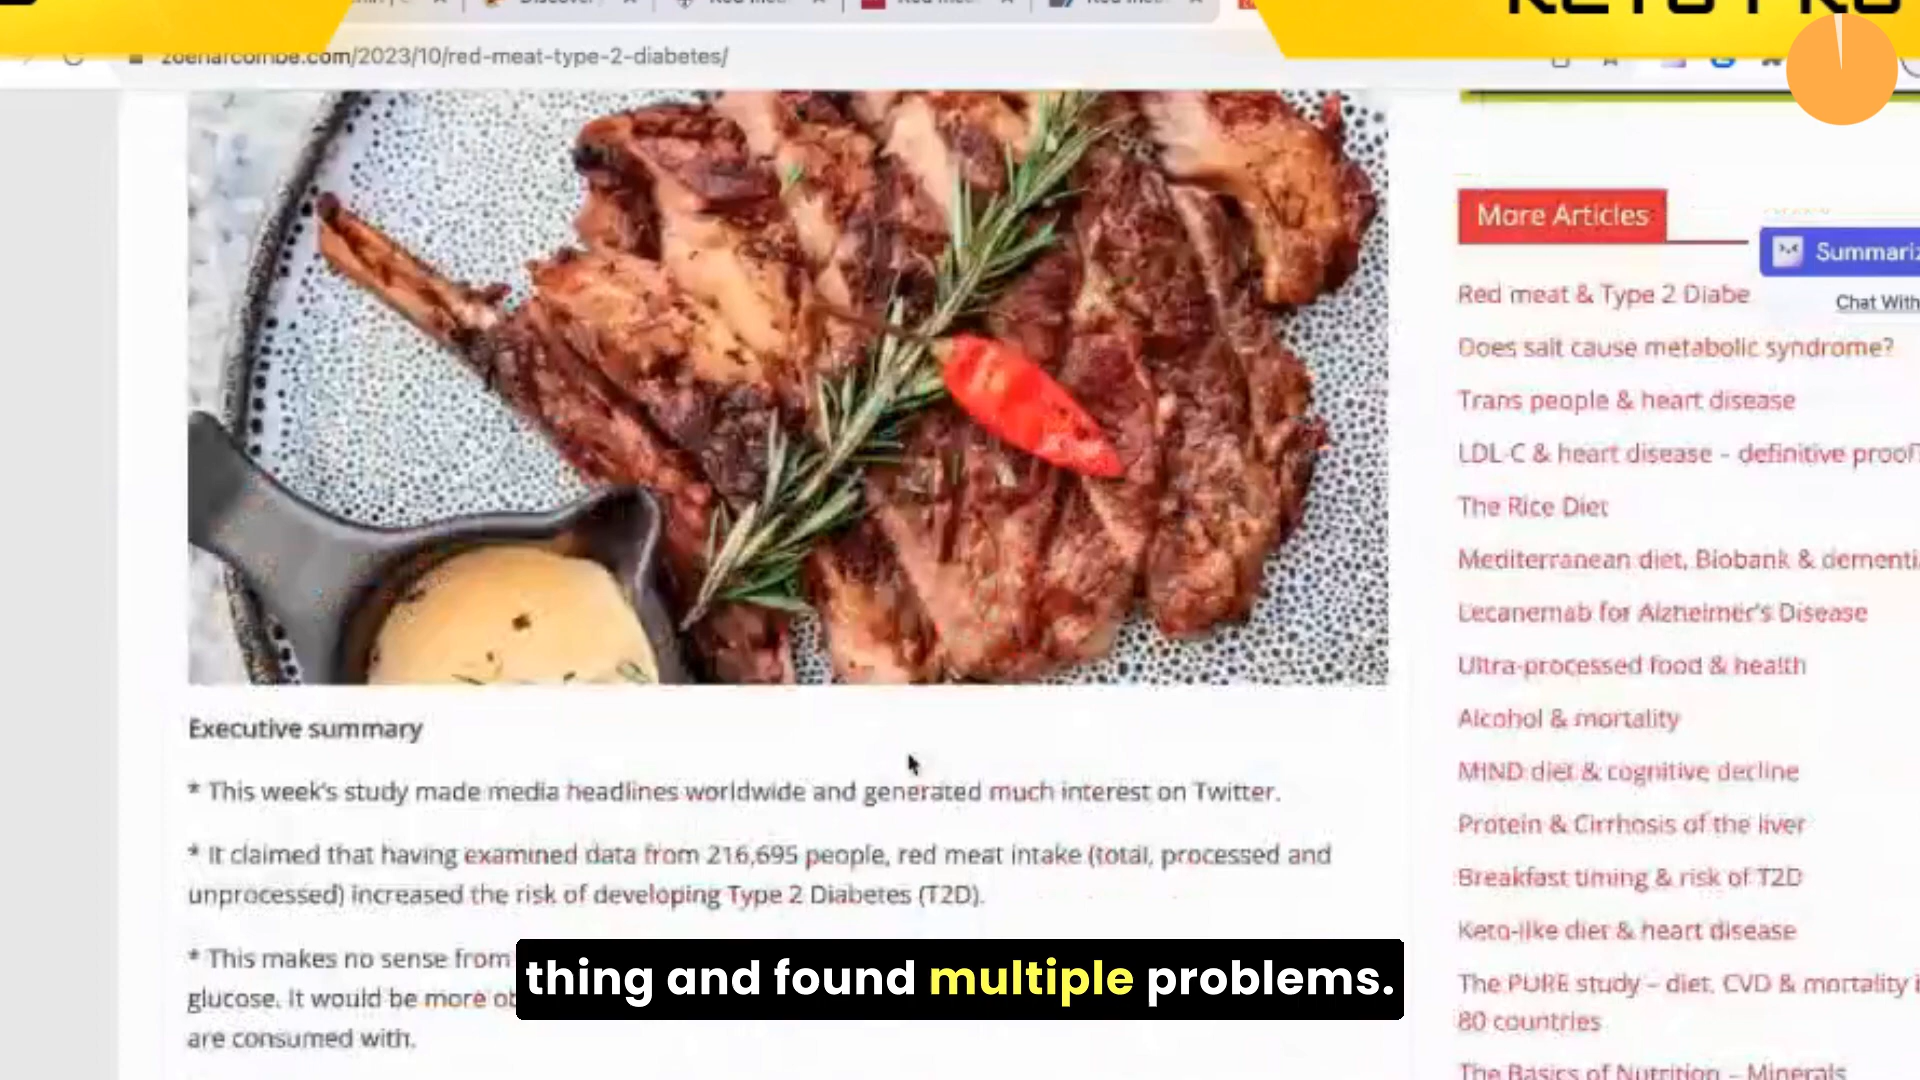 KETO PRO
zoeharcombe.com/2023/10/red-meat-type-2-diabetes/
More Articles
Summariz
Chat With
Red meat & Type 2 Diabe
Does salt cause metabolic syndrome?
Trans people & heart disease
LDL-C & heart disease – definitive proof?
The Rice Diet
Mediterranean diet, Biobank & dementi
Lecanemab for Alzheimer's Disease
Ultra-processed food & health
Alcohol & mortality
MIND diet & cognitive decline
Protein & Cirrhosis of the liver
Breakfast timing & risk of T2D
Keto-like diet & heart disease
The PURE study – diet, CVD & mortality i
80 countries
The Basics of Nutrition – Minerals
Executive summary
* This week's study made media headlines worldwide and generated much interest on Twitter.
* It claimed that having examined data from 216,695 people, red meat intake (total, processed and
unprocessed) increased the risk of developing Type 2 Diabetes (T2D).
* This makes no sense from
glucose. It would be more
are consumed with.
thing and found multiple problems.